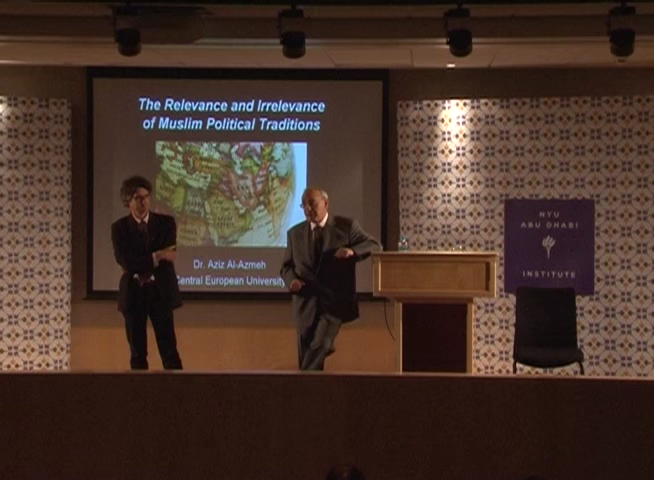 The Relevance and Irrelevance
of Muslim Political Traditions
Dr. Aziz Al-Azmeh
Central European University
NYU
ABU DHABI
INSTITUTE